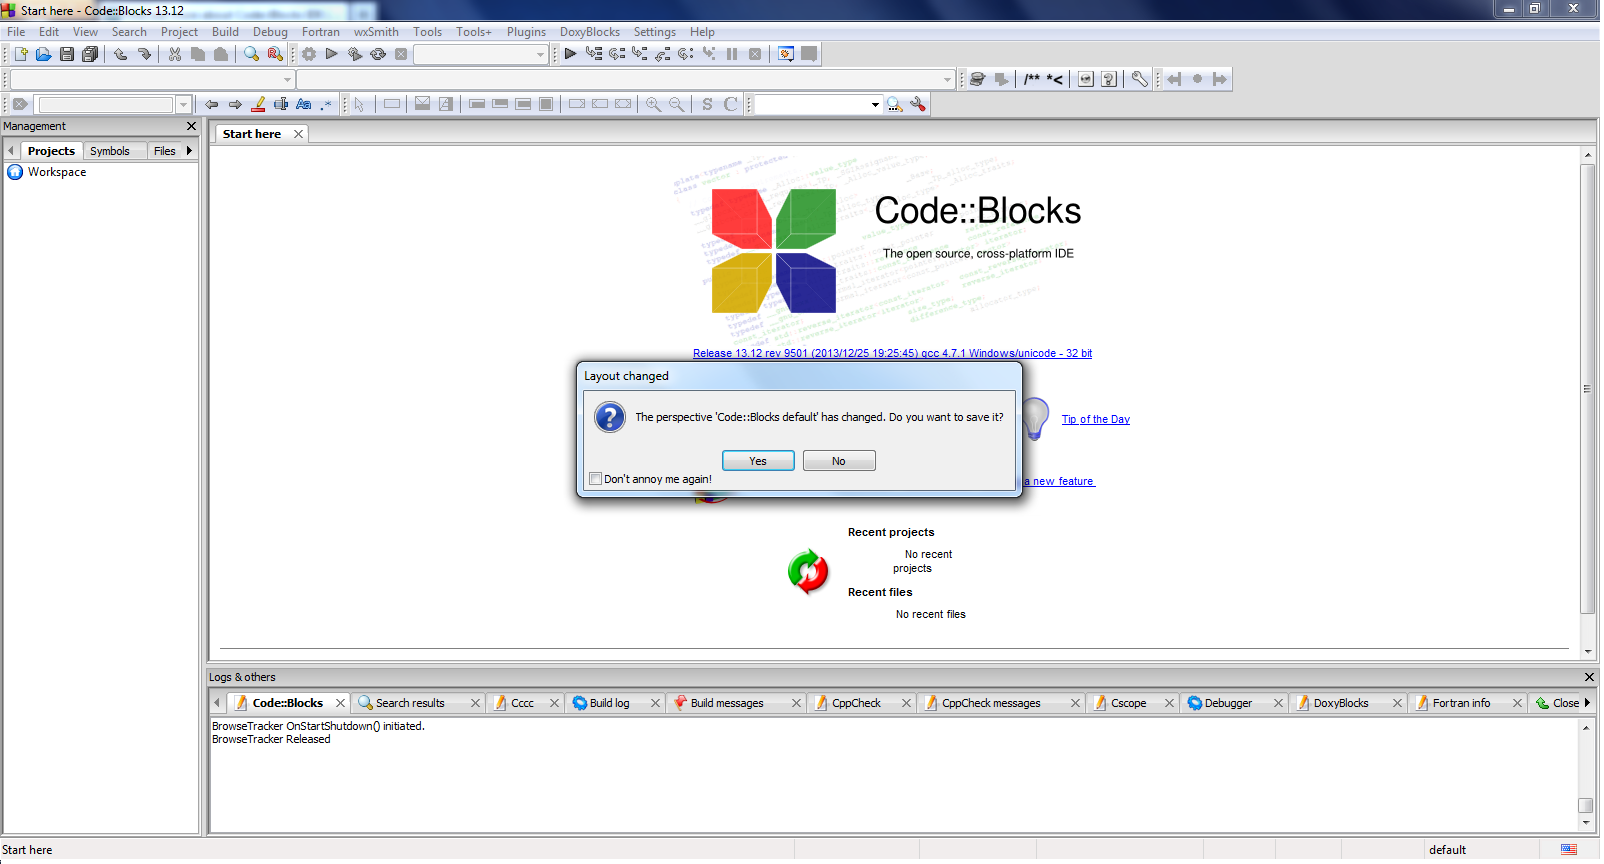 Start here - Code::Blocks 13.12
File Edit View Search Project Build Debug Fortran wxSmith Tools Tools+ Plugins DoxyBlocks Settings Help
/** *<
Aa .*
S C
Management
Start here
Projects Symbols Files
Workspace
Code::Blocks
The open source, cross-platform IDE
Release 13.12 rev 9501 (2013/12/25 19:25:45) gcc 4.7.1 Windows/unicode - 32 bit
Layout changed
The perspective 'Code::Blocks default' has changed. Do you want to save it?
Yes No
Don't annoy me again!
Tip of the Day
a new feature
Recent projects
No recent
projects
Recent files
No recent files
Logs & others
Code::Blocks Search results Cccc Build log Build messages CppCheck CppCheck messages Cscope Debugger DoxyBlocks Fortran info Close
BrowseTracker OnStartShutdown() initiated.
BrowseTracker Released
Start here default